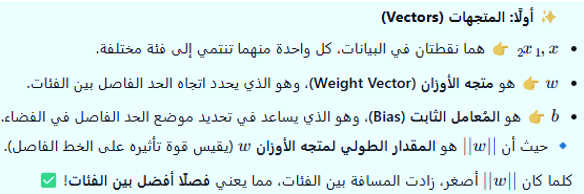 ✨ أولًا: المتجهات (Vectors)
• x₁, x₂ 👉 هما نقطتان في البيانات، كل واحدة منهما تنتمي إلى فئة مختلفة.
• w 👉 هو متجه الأوزان (Weight Vector)، وهو الذي يحدد اتجاه الحد الفاصل بين الفئات.
• b 👉 هو المُعامل الثابت (Bias)، وهو الذي يساعد في تحديد موضع الحد الفاصل في الفضاء.
🔹 حيث أن ||w|| هو المقدار الطولي لمتجه الأوزان w (يقيس قوة تأثيره على الخط الفاصل).
كلما كان ||w|| أصغر، زادت المسافة بين الفئات، مما يعني فصلًا أفضل بين الفئات! ✅